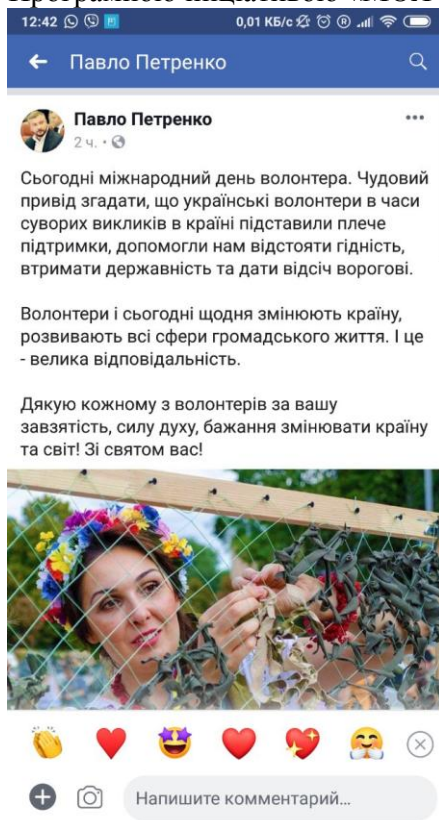 12:42 0,01 КБ/с
Павло Петренко
Павло Петренко
2 ч.
Сьогодні міжнародний день волонтера. Чудовий
привід згадати, що українські волонтери в часи
суворих викликів в країні підставили плече
підтримки, допомогли нам відстояти гідність,
втримати державність та дати відсіч ворогові.
Волонтери і сьогодні щодня змінюють країну,
розвивають всі сфери громадського життя. І це
- велика відповідальність.
Дякую кожному з волонтерів за вашу
завзятість, силу духу, бажання змінювати країну
та світ! Зі святом вас!
Напишите комментарий...